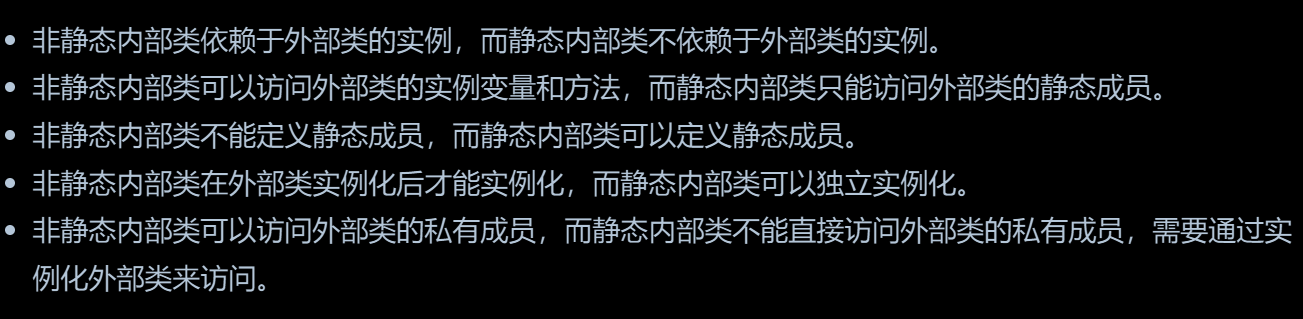 • 非静态内部类依赖于外部类的实例，而静态内部类不依赖于外部类的实例。
• 非静态内部类可以访问外部类的实例变量和方法，而静态内部类只能访问外部类的静态成员。
• 非静态内部类不能定义静态成员，而静态内部类可以定义静态成员。
• 非静态内部类在外部类实例化后才能实例化，而静态内部类可以独立实例化。
• 非静态内部类可以访问外部类的私有成员，而静态内部类不能直接访问外部类的私有成员，需要通过实
例化外部类来访问。